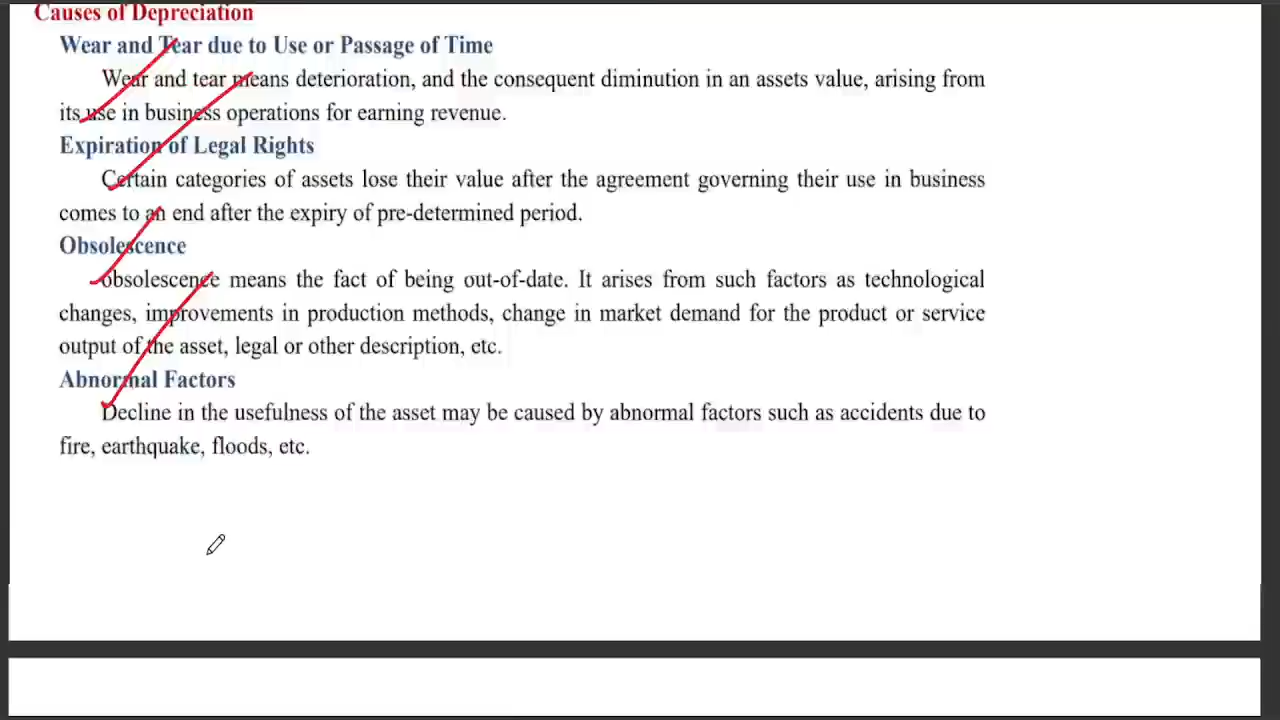 Causes of Depreciation
Wear and Tear due to Use or Passage of Time
Wear and tear means deterioration, and the consequent diminution in an assets value, arising from
its use in business operations for earning revenue.
Expiration of Legal Rights
Certain categories of assets lose their value after the agreement governing their use in business
comes to an end after the expiry of pre-determined period.
Obsolescence
obsolescence means the fact of being out-of-date. It arises from such factors as technological
changes, improvements in production methods, change in market demand for the product or service
output of the asset, legal or other description, etc.
Abnormal Factors
Decline in the usefulness of the asset may be caused by abnormal factors such as accidents due to
fire, earthquake, floods, etc.